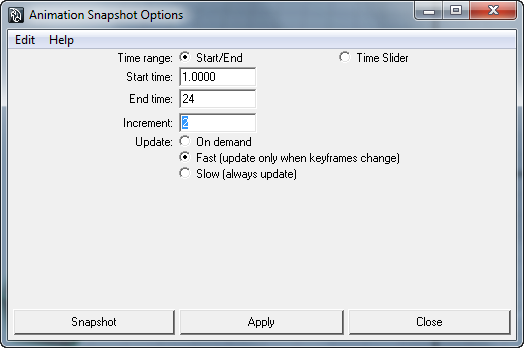 Animation Snapshot Options
Edit Help
Time range: Start/End Time Slider
Start time: 1.0000
End time: 24
Increment: 2
Update: On demand
Fast (update only when keyframes change)
Slow (always update)
Snapshot Apply Close